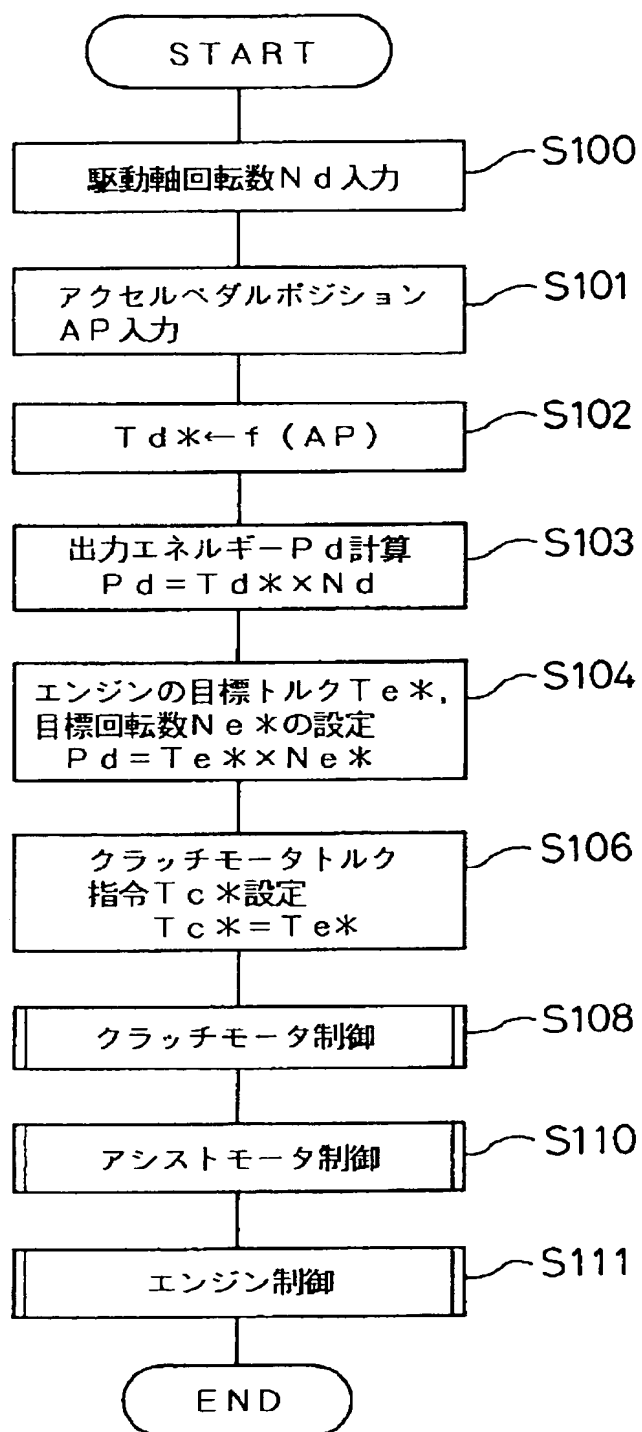 START
駆動軸回転数Nd入力
S100
アクセルペダルポジション
AP入力
S101
Td*←f(AP)
S102
出力エネルギーPd計算
Pd=Td*×Nd
S103
エンジンの目標トルクTe*,
目標回転数Ne*の設定
Pd=Te*×Ne*
S104
クラッチモータトルク
指令Tc*設定
Tc*=Te*
S106
クラッチモータ制御
S108
アシストモータ制御
S110
エンジン制御
S111
END